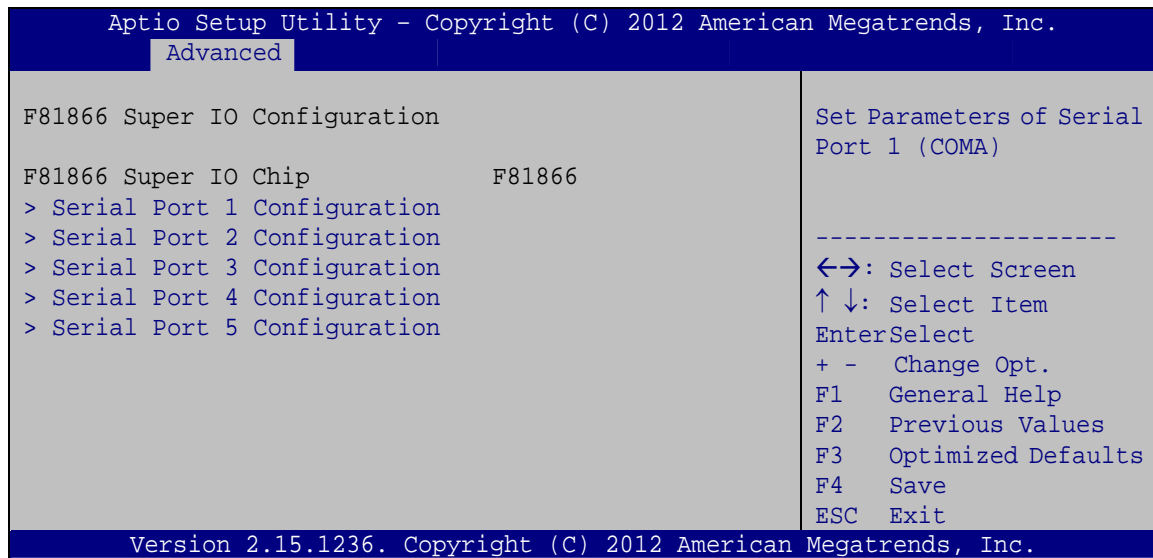 Aptio Setup Utility – Copyright (C) 2012 American Megatrends, Inc.
Advanced
F81866 Super IO Configuration
F81866 Super IO Chip F81866
> Serial Port 1 Configuration
> Serial Port 2 Configuration
> Serial Port 3 Configuration
> Serial Port 4 Configuration
> Serial Port 5 Configuration
Set Parameters of Serial
Port 1 (COMA)
---------------------
←→: Select Screen
↑ ↓: Select Item
EnterSelect
+ - Change Opt.
F1 General Help
F2 Previous Values
F3 Optimized Defaults
F4 Save
ESC Exit
Version 2.15.1236. Copyright (C) 2012 American Megatrends, Inc.